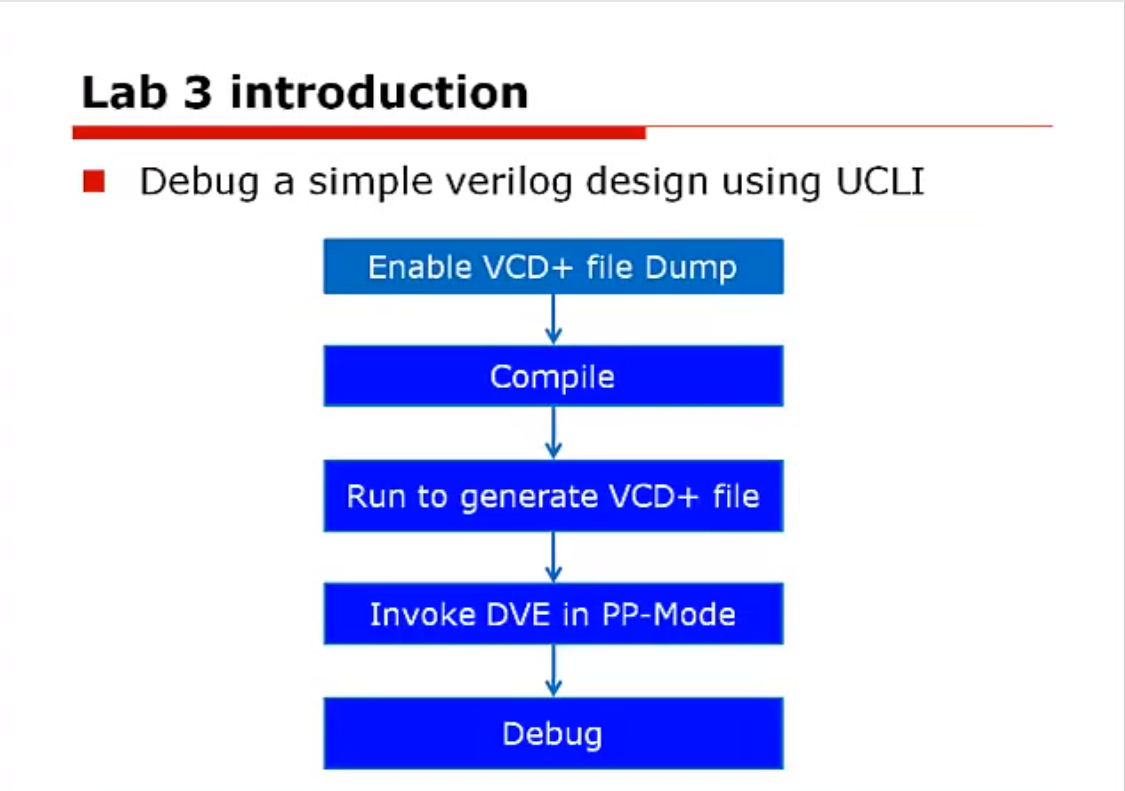 Lab 3 introduction
Debug a simple verilog design using UCLI
Enable VCD+ file Dump
Compile
Run to generate VCD+ file
Invoke DVE in PP-Mode
Debug